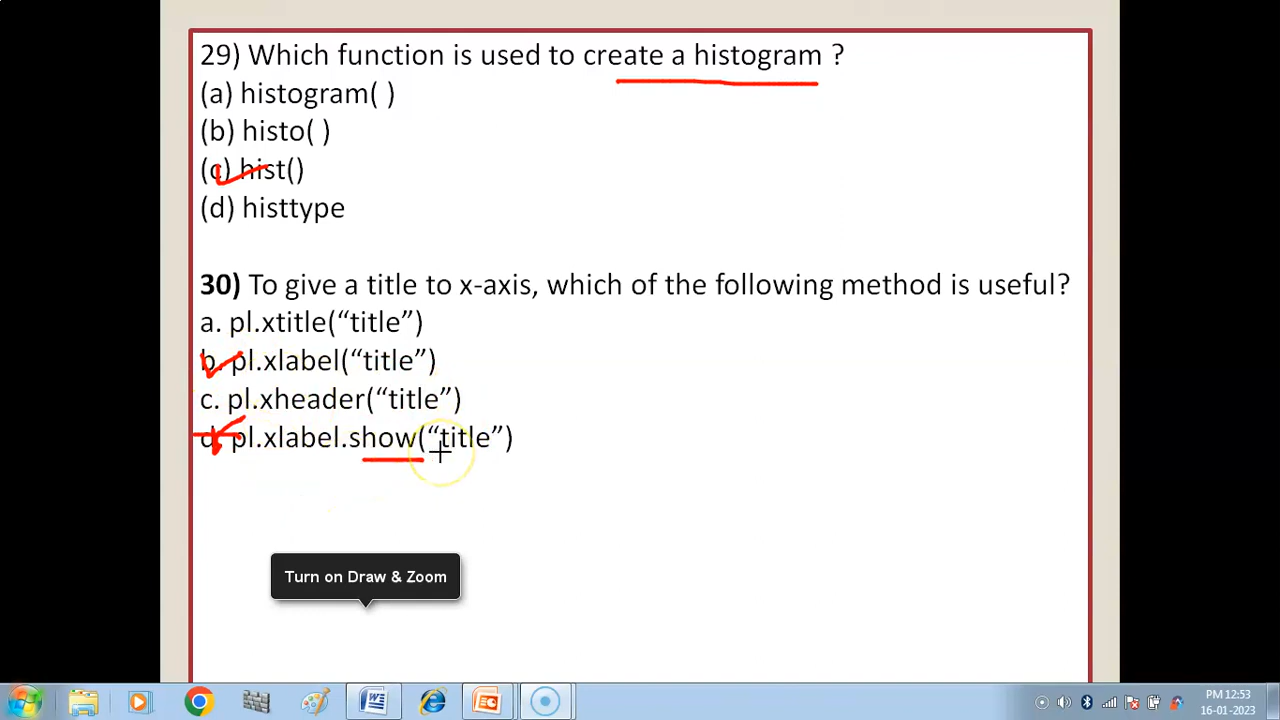 29) Which function is used to create a histogram ?
(a) histogram( )
(b) histo( )
(c) hist()
(d) histtype
30) To give a title to x-axis, which of the following method is useful?
a. pl.xtitle(“title”)
b. pl.xlabel(“title”)
c. pl.xheader(“title”)
d. pl.xlabel.show(“title”)
Turn on Draw & Zoom
PM 12:53
16-01-2023